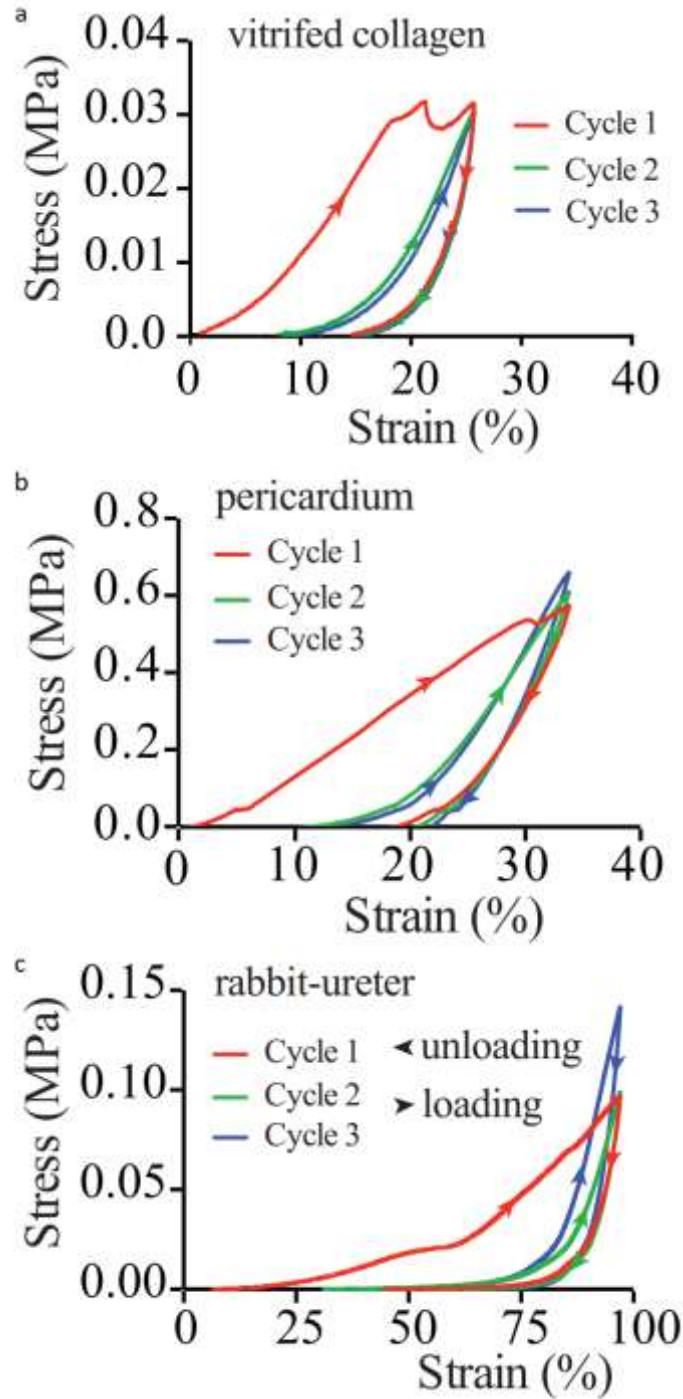 a
vitrifed collagen
Stress (MPa)
0.04
0.03
0.02
0.01
0.0
Cycle 1
Cycle 2
Cycle 3
0 10 20 30 40
Strain (%)
b
pericardium
Stress (MPa)
0.8
0.6
0.4
0.2
0.0
Cycle 1
Cycle 2
Cycle 3
0 10 20 30 40
Strain (%)
c
rabbit-ureter
Stress (MPa)
0.15
0.10
0.05
0.00
Cycle 1
Cycle 2
Cycle 3
unloading
loading
0 25 50 75 100
Strain (%)